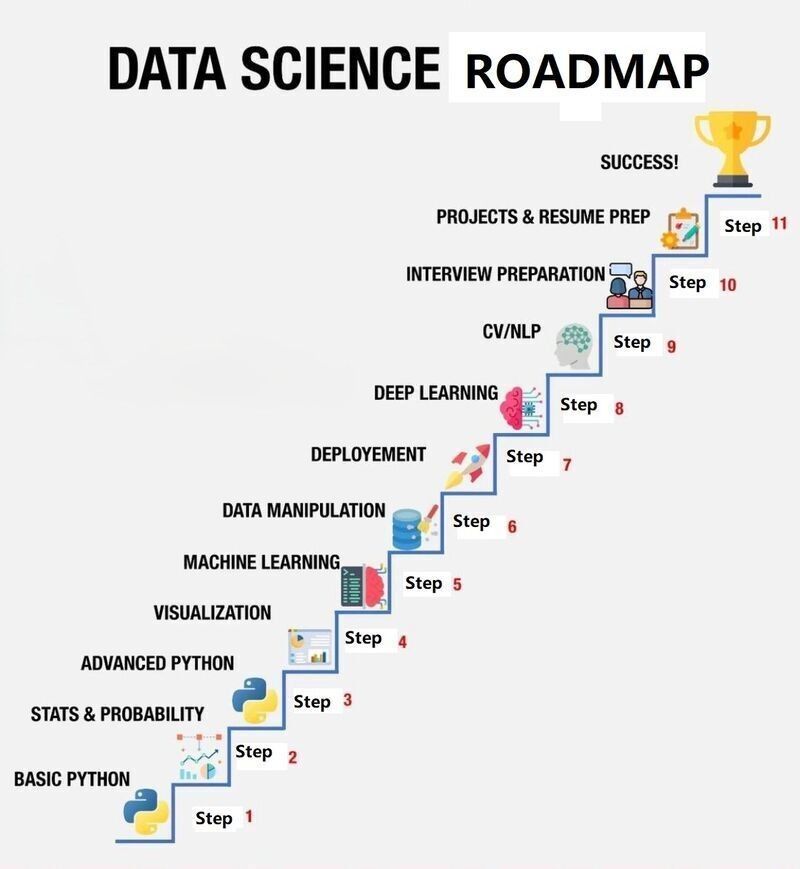 DATA SCIENCE ROADMAP
SUCCESS!
PROJECTS & RESUME PREP
Step 11
INTERVIEW PREPARATION
Step 10
CV/NLP
Step 9
DEEP LEARNING
Step 8
DEPLOYEMENT
Step 7
DATA MANIPULATION
Step 6
MACHINE LEARNING
Step 5
VISUALIZATION
Step 4
ADVANCED PYTHON
Step 3
STATS & PROBABILITY
Step 2
BASIC PYTHON
Step 1